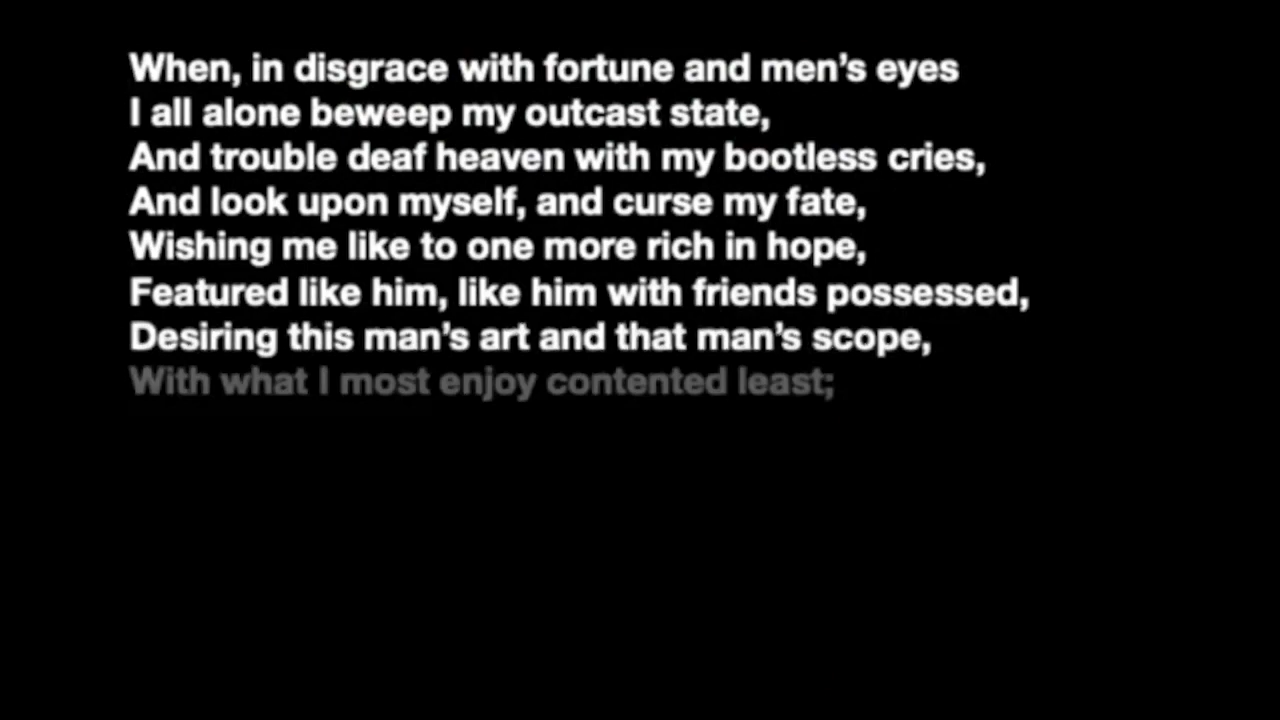 When, in disgrace with fortune and men’s eyes
I all alone beweep my outcast state,
And trouble deaf heaven with my bootless cries,
And look upon myself, and curse my fate,
Wishing me like to one more rich in hope,
Featured like him, like him with friends possessed,
Desiring this man’s art and that man’s scope,
With what I most enjoy contented least;